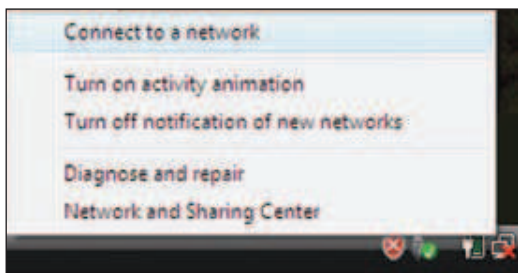 Connect to a network
Turn on activity animation
Turn off notification of new networks
Diagnose and repair
Network and Sharing Center